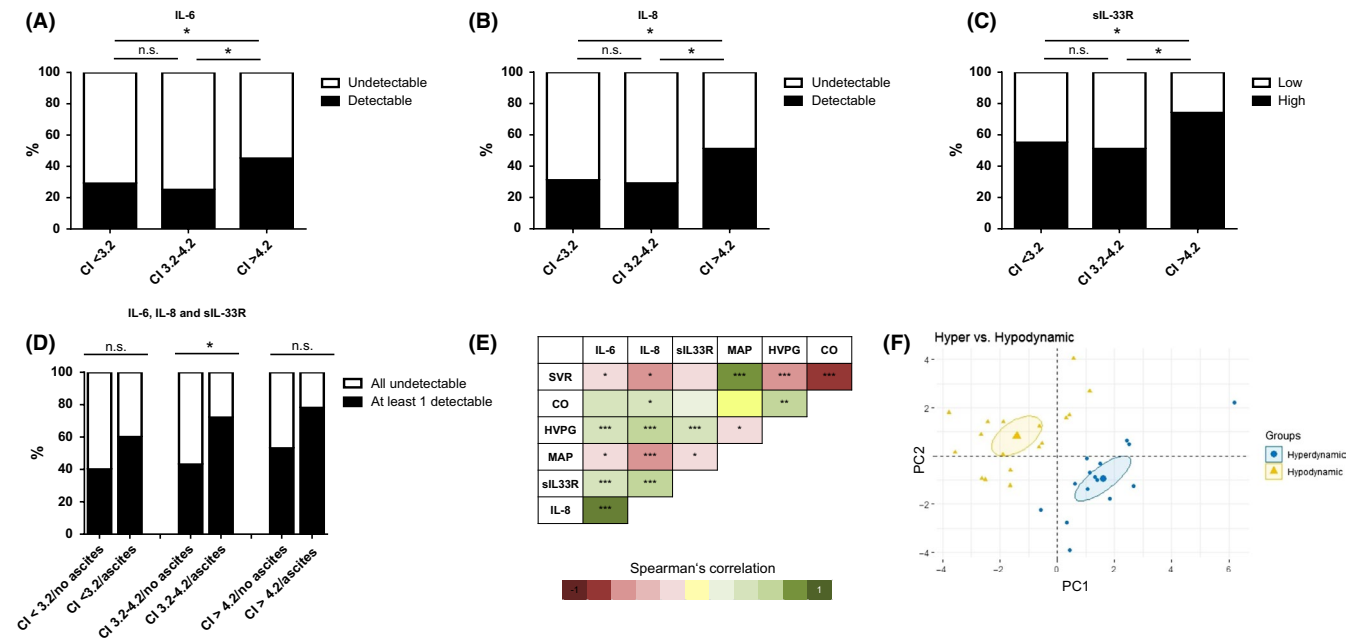 (A)
IL-6
*
n.s.
*
100
80
60
40
20
0
%
CI <3.2
CI 3.2-4.2
CI >4.2
Undetectable
Detectable
(B)
IL-8
*
n.s.
*
100
80
60
40
20
0
%
CI <3.2
CI 3.2-4.2
CI >4.2
Undetectable
Detectable
(C)
sIL-33R
*
n.s.
*
100
80
60
40
20
0
%
CI <3.2
CI 3.2-4.2
CI >4.2
Low
High
(D)
IL-6, IL-8 and sIL-33R
n.s. * n.s.
100
80
60
40
20
0
%
CI < 3.2/no ascites
CI <3.2/ascites
CI 3.2-4.2/no ascites
CI 3.2-4.2/ascites
CI > 4.2/no ascites
CI > 4.2/ascites
All undetectable
At least 1 detectable
(E)
IL-6 IL-8 sIL33R MAP HVPG CO
SVR * * *** *** ***
CO * **
HVPG *** *** *** *
MAP * *** *
sIL33R *** ***
IL-8 ***
Spearman's correlation
-1 1
(F)
Hyper vs. Hypodynamic
4
2
0
−2
−4
PC2
−4 −2 0 2 4 6
PC1
Groups
Hyperdynamic
Hypodynamic